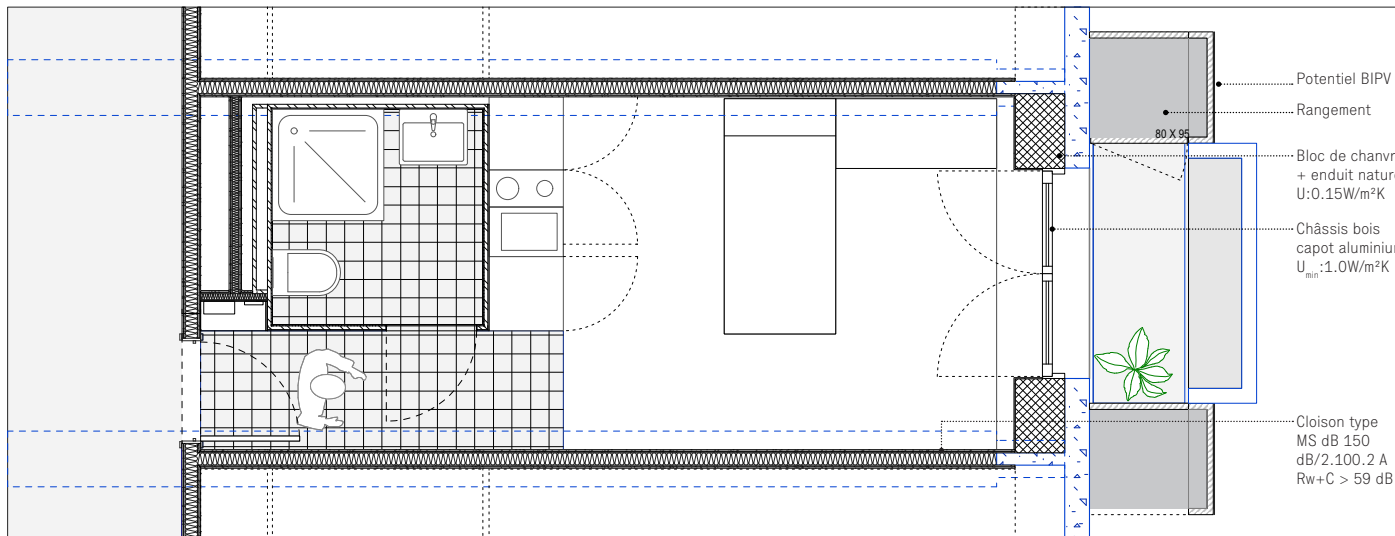 Potentiel BIPV
Rangement
80 X 95
Bloc de chanvr
+ enduit nature
U:0.15W/m²K
Châssis bois
capot aluminiur
Umin:1.0W/m²K
Cloison type
MS dB 150
dB/2.100.2 A
Rw+C > 59 dB